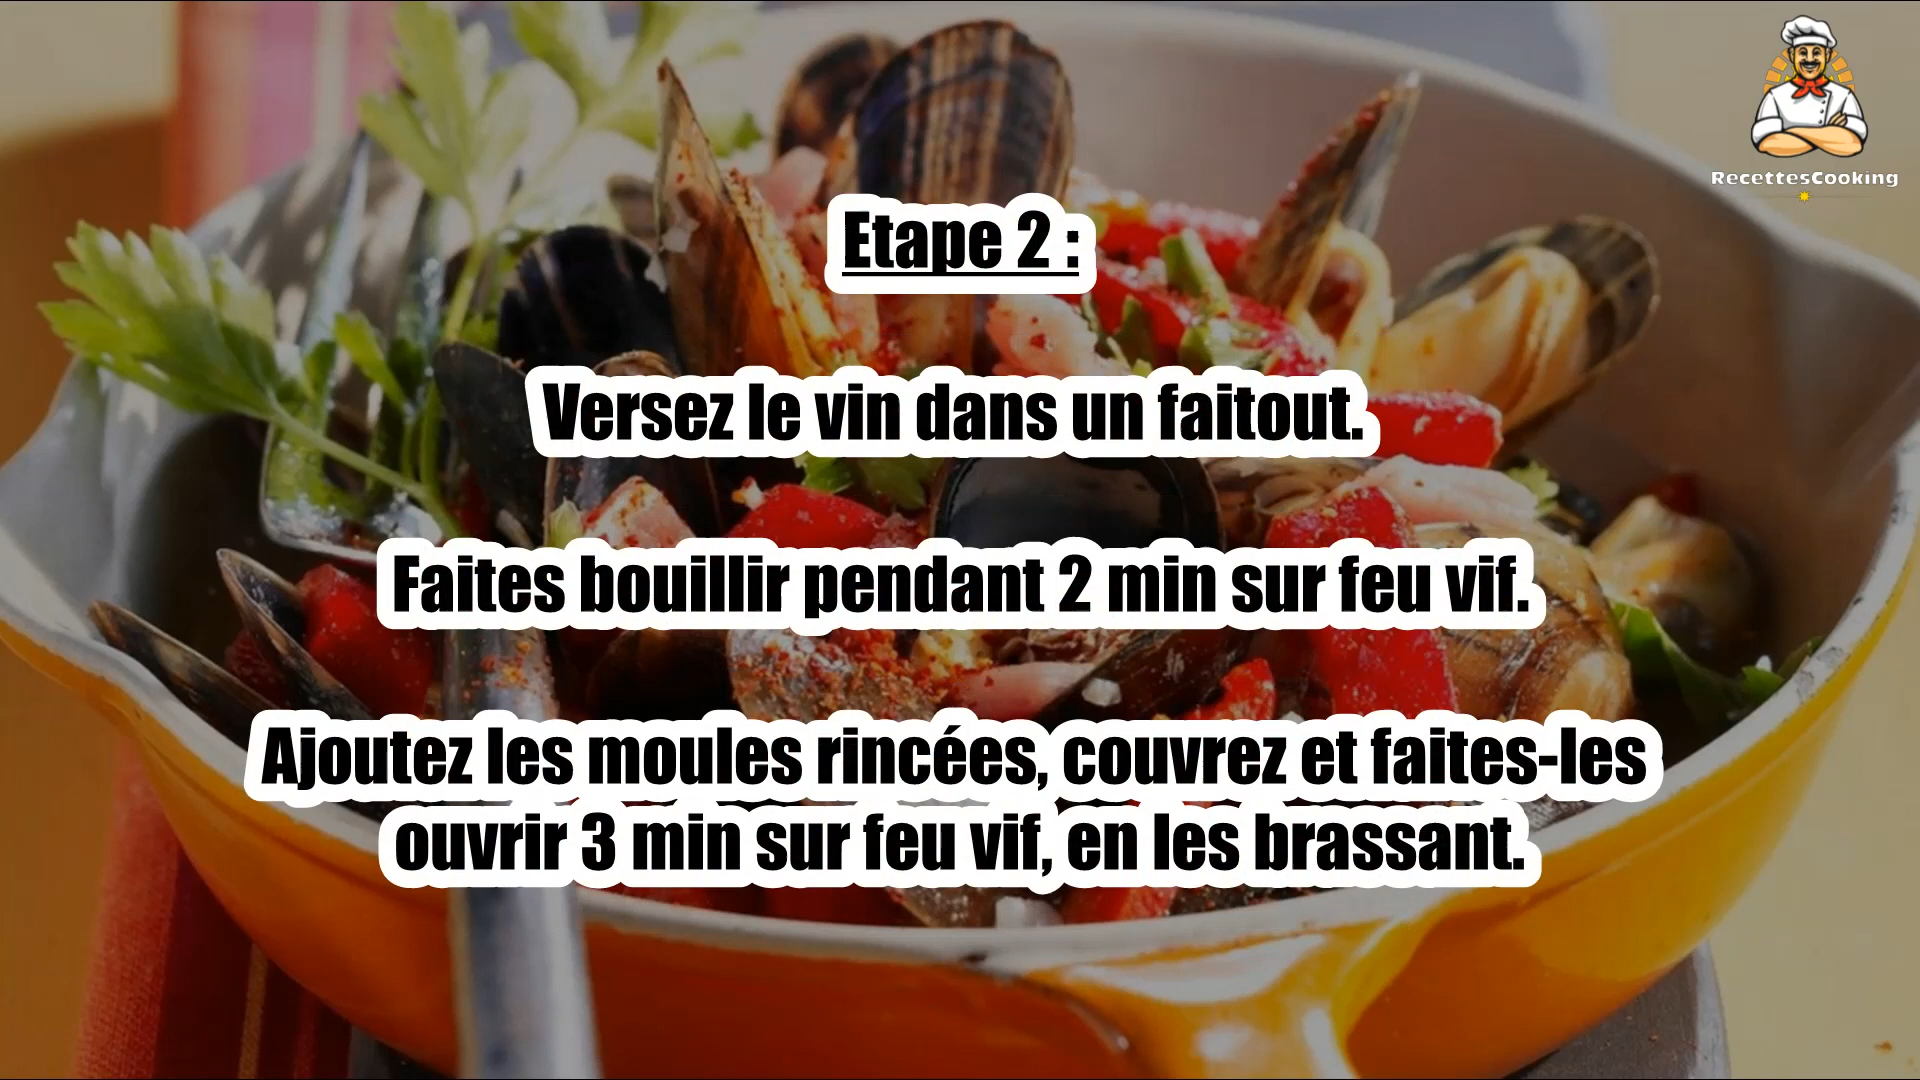 RecettesCooking
Etape 2 :
Versez le vin dans un faitout.
Faites bouillir pendant 2 min sur feu vif.
Ajoutez les moules rincées, couvrez et faites-les
ouvrir 3 min sur feu vif, en les brassant.